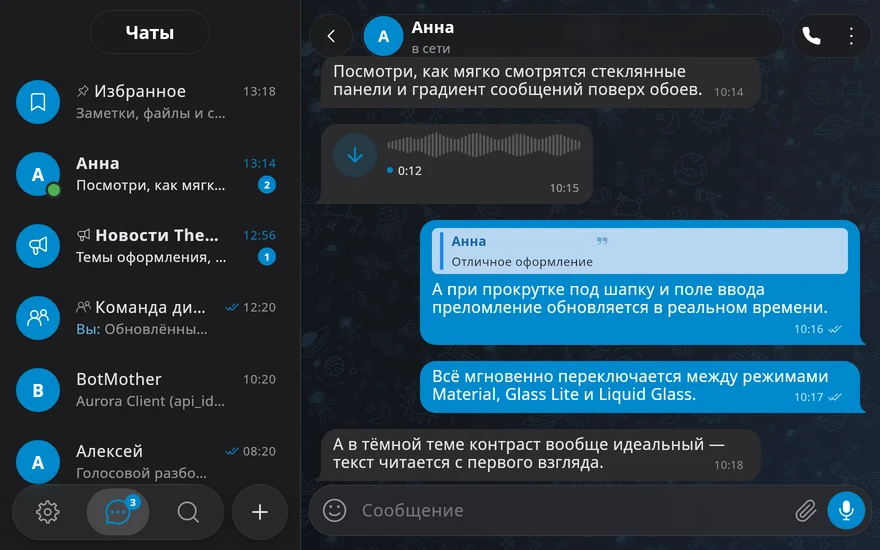 Чаты
Избранное 13:18
Заметки, файлы и с...
А
Анна 13:14
Посмотри, как мягк... 2
Новости The... 12:56
Темы оформления, ... 1
Команда ди... 12:20
Вы: Обновлённы...
B
BotMother 10:20
Aurora Client (api_id...
А
Алексей 08:20
Голосовой разбо...
3
А
Анна
в сети
Посмотри, как мягко смотрятся стеклянные
панели и градиент сообщений поверх обоев. 10:14
0:12
10:15
Анна
Отличное оформление
А при прокрутке под шапку и поле ввода
преломление обновляется в реальном времени.
10:16
Всё мгновенно переключается между режимами
Material, Glass Lite и Liquid Glass. 10:17
А в тёмной теме контраст вообще идеальный —
текст читается с первого взгляда. 10:18
Сообщение